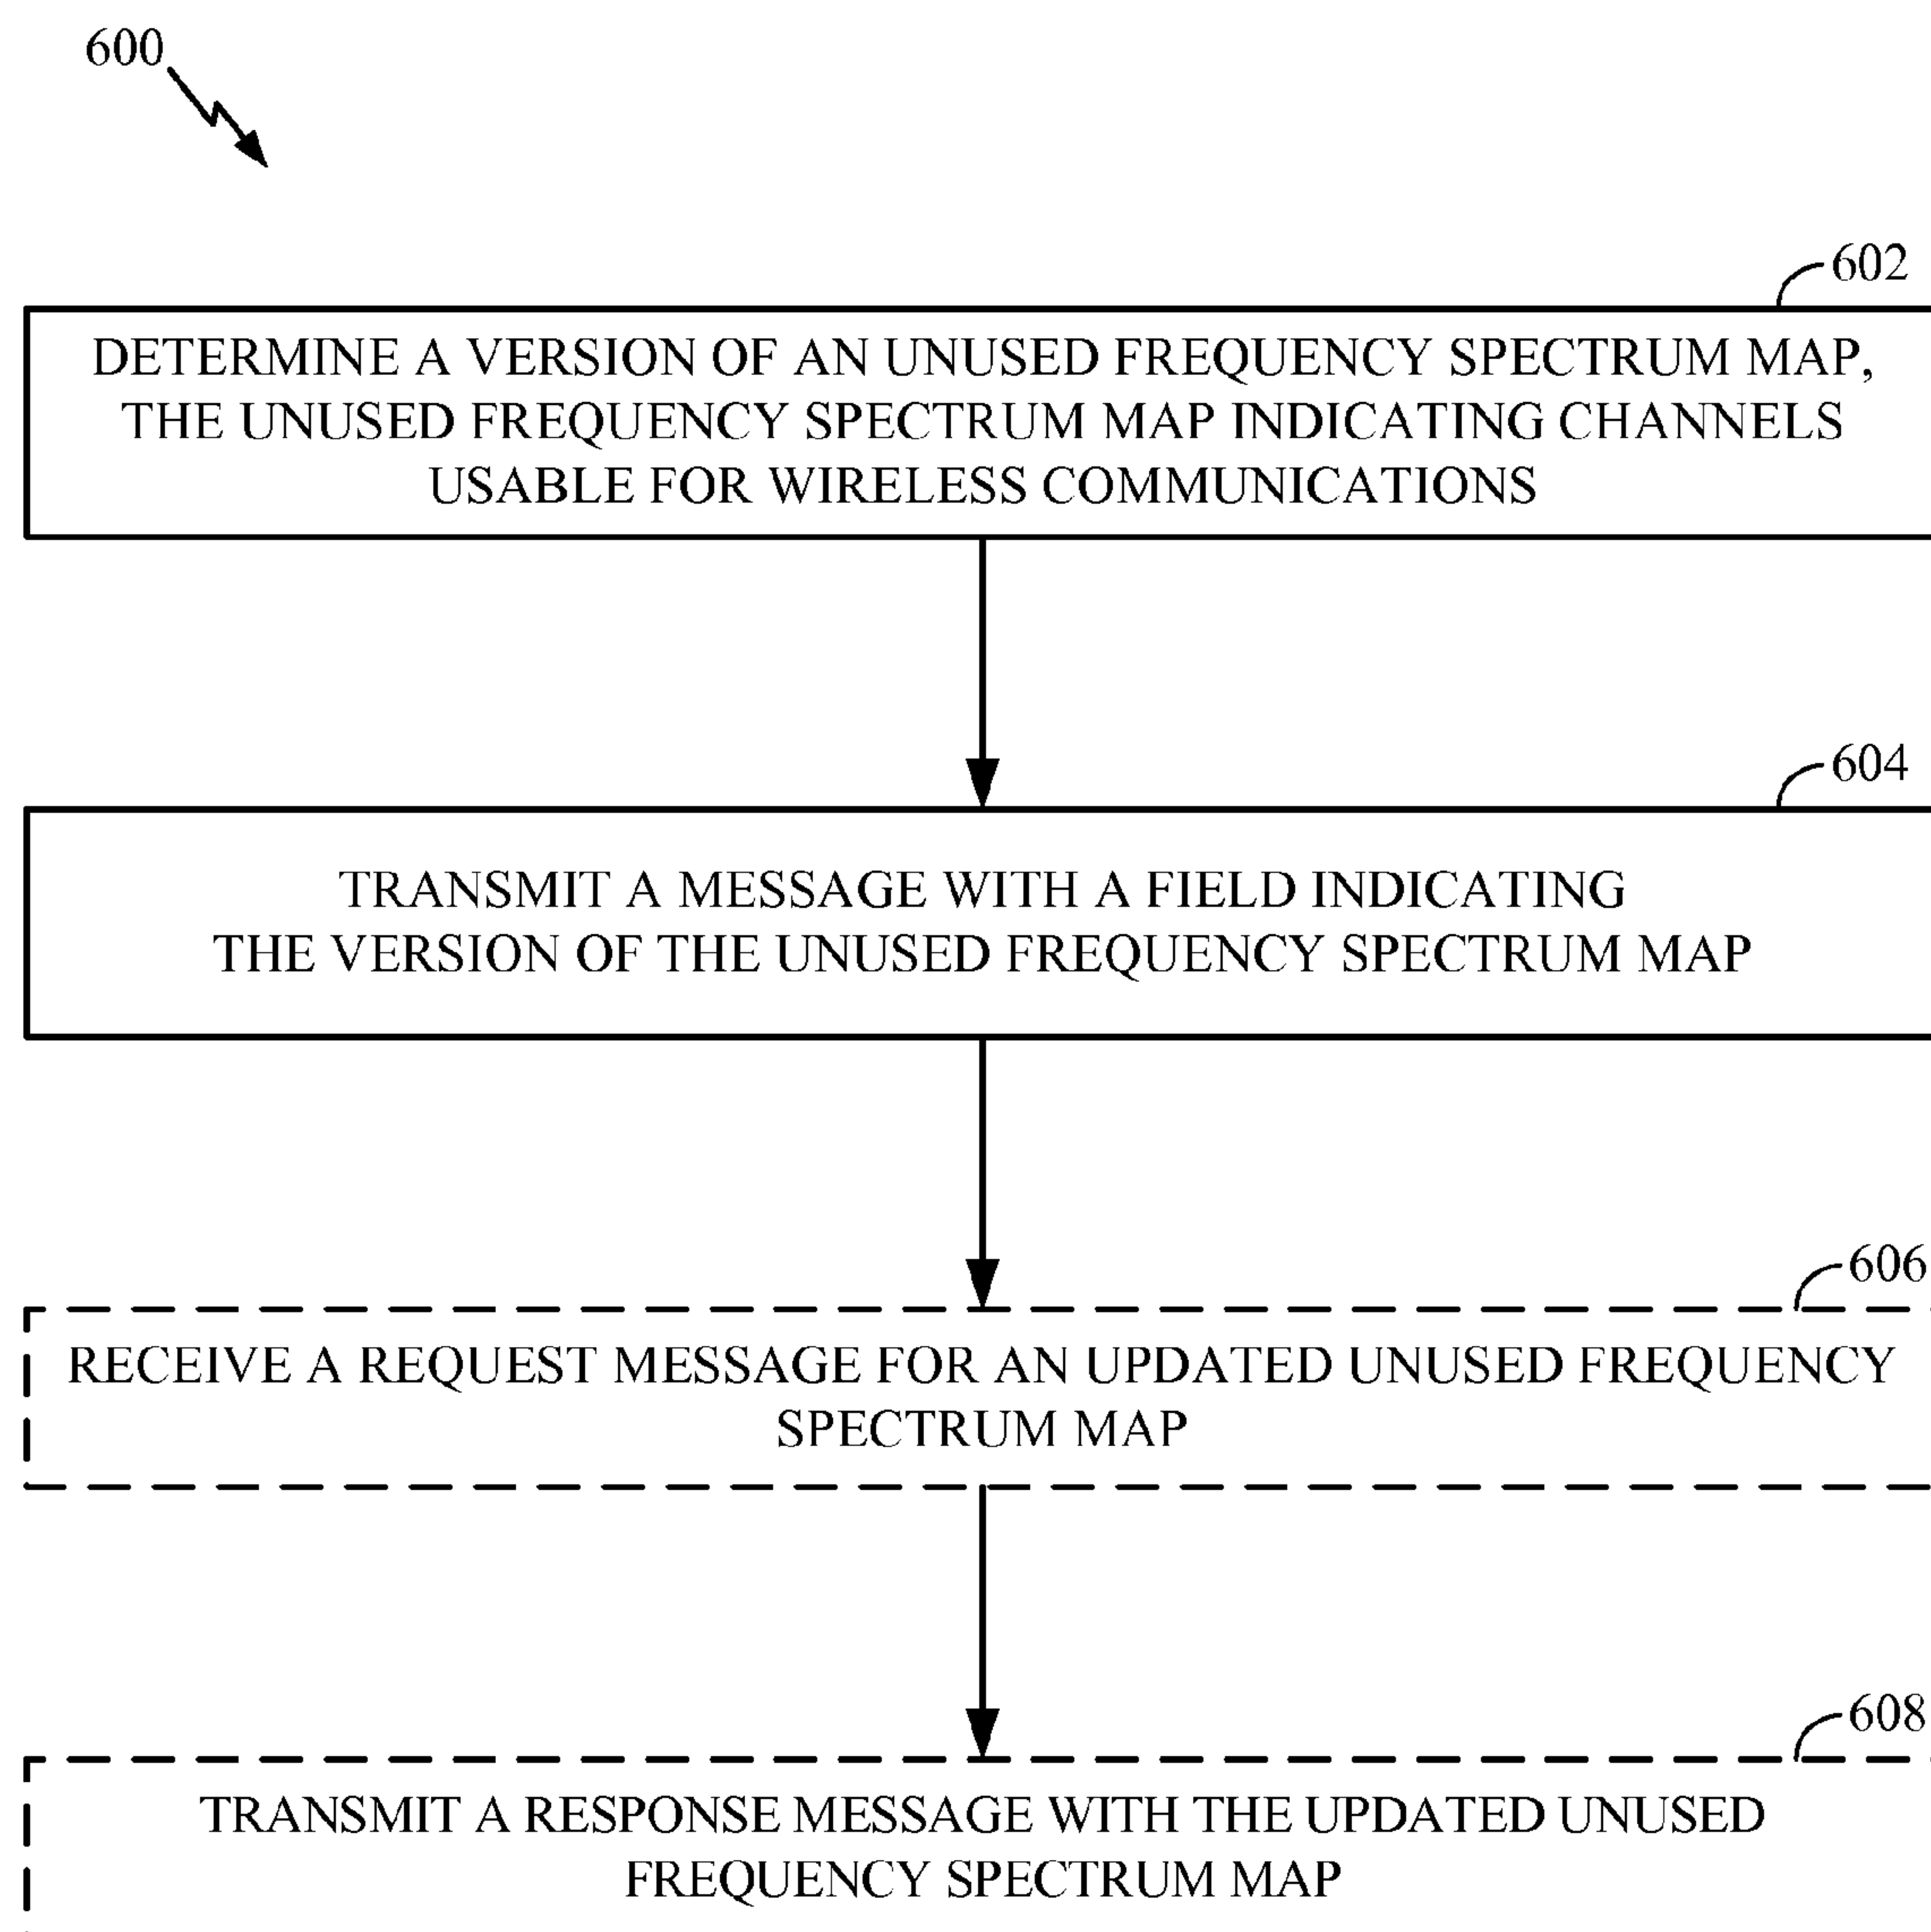 600
602
DETERMINE A VERSION OF AN UNUSED FREQUENCY SPECTRUM MAP,
THE UNUSED FREQUENCY SPECTRUM MAP INDICATING CHANNELS
USABLE FOR WIRELESS COMMUNICATIONS
604
TRANSMIT A MESSAGE WITH A FIELD INDICATING
THE VERSION OF THE UNUSED FREQUENCY SPECTRUM MAP
606
RECEIVE A REQUEST MESSAGE FOR AN UPDATED UNUSED FREQUENCY
SPECTRUM MAP
608
TRANSMIT A RESPONSE MESSAGE WITH THE UPDATED UNUSED
FREQUENCY SPECTRUM MAP